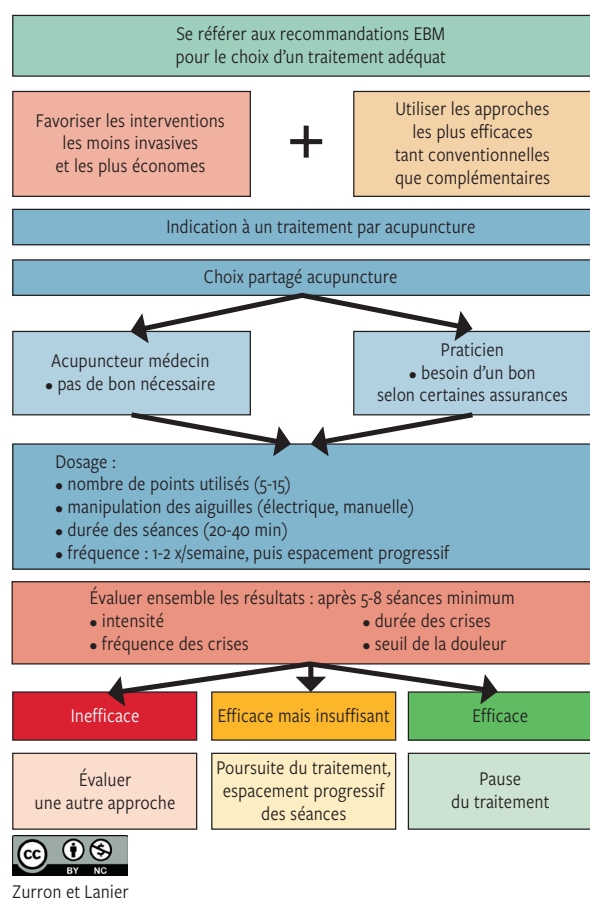 Se référer aux recommandations EBM
pour le choix d'un traitement adéquat
Favoriser les interventions
les moins invasives
et les plus économes
+
Utiliser les approches
les plus efficaces
tant conventionnelles
que complémentaires
Indication à un traitement par acupuncture
Choix partagé acupuncture
Acupuncteur médecin
• pas de bon nécessaire
Praticien
• besoin d'un bon
selon certaines assurances
Dosage :
• nombre de points utilisés (5-15)
• manipulation des aiguilles (électrique, manuelle)
• durée des séances (20-40 min)
• fréquence : 1-2 x/semaine, puis espacement progressif
Évaluer ensemble les résultats : après 5-8 séances minimum
• intensité
• fréquence des crises
• durée des crises
• seuil de la douleur
Inefficace
Efficace mais insuffisant
Efficace
Évaluer
une autre approche
Poursuite du traitement,
espacement progressif
des séances
Pause
du traitement
cc
BY NC
Zurron et Lanier